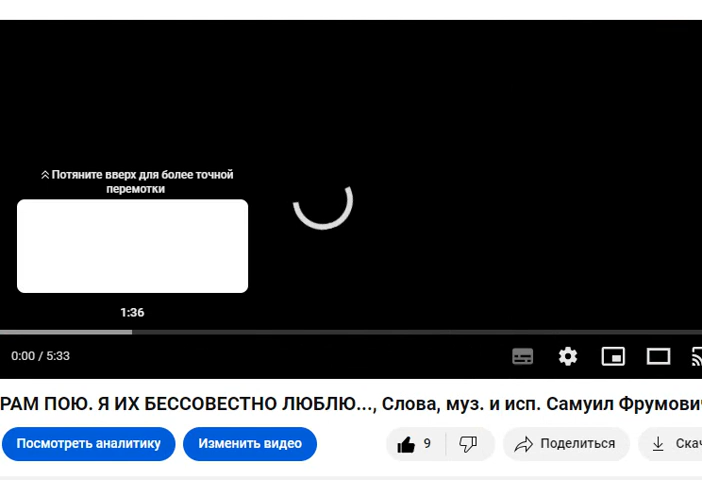 Потяните вверх для более точной
перемотки
1:36
0:00 / 5:33
РАМ ПОЮ. Я ИХ БЕССОВЕСТНО ЛЮБЛЮ..., Слова, муз. и исп. Самуил Фрумович
Посмотреть аналитику Изменить видео 9 Поделиться Скач